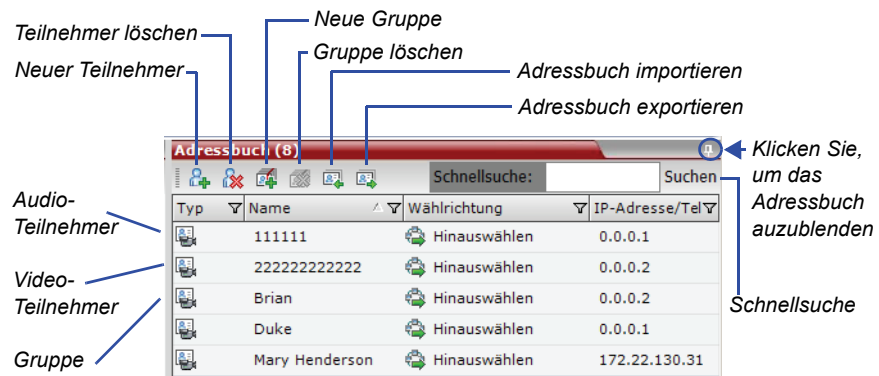 Neue Gruppe
Teilnehmer löschen
Gruppe löschen
Neuer Teilnehmer
Adressbuch importieren
Adressbuch exportieren
Adressbuch (8)
Klicken Sie,
um das
Adressbuch
auzublenden
Schnellsuche: Suchen
Typ Name Wählrichtung IP-Adresse/Tel
Audio-
Teilnehmer
111111 Hinauswählen 0.0.0.1
222222222222 Hinauswählen 0.0.0.2
Video-
Teilnehmer
Brian Hinauswählen 0.0.0.2
Schnellsuche
Duke Hinauswählen 0.0.0.1
Gruppe
Mary Henderson Hinauswählen 172.22.130.31